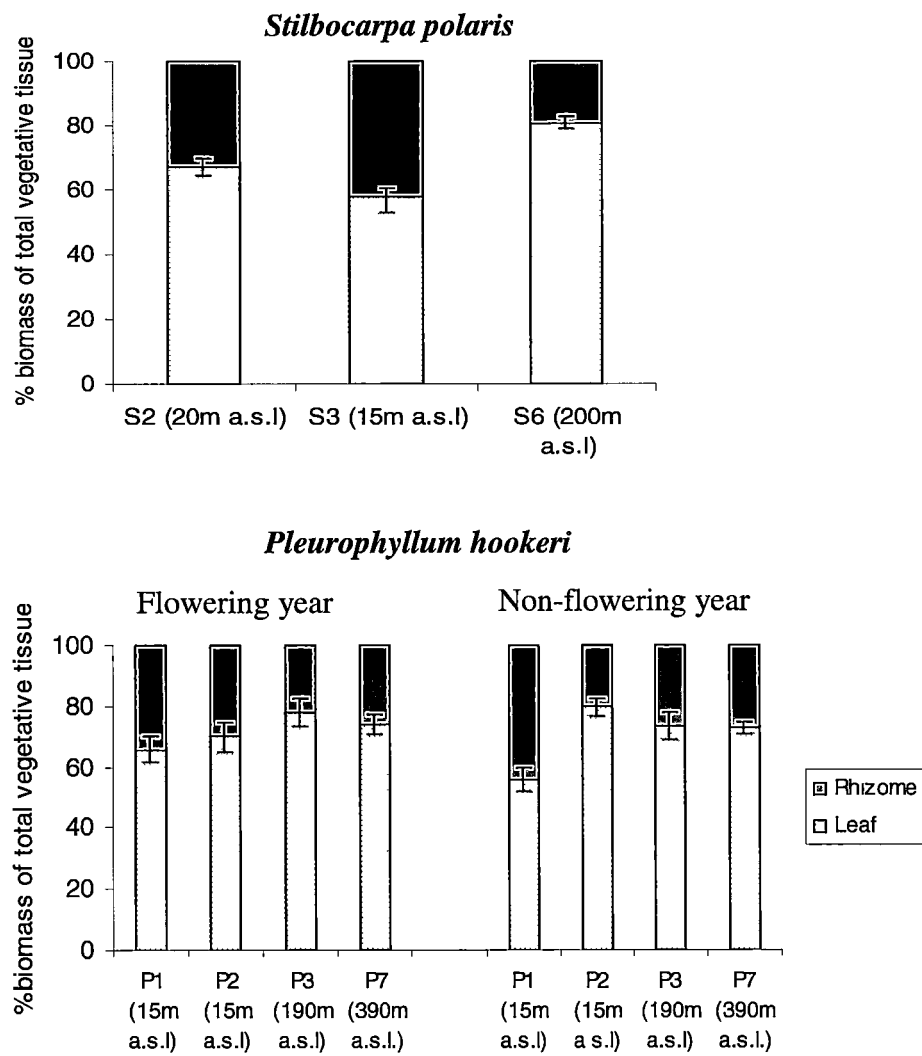 Stilbocarpa polaris
% biomass of total vegetative tissue
100
80
60
40
20
0
S2 (20m a.s.l) S3 (15m a.s.l) S6 (200m
a.s.l)
Pleurophyllum hookeri
Flowering year Non-flowering year
%biomass of total vegetative tissue
100
80
60
40
20
0
P1 P2 P3 P7 P1 P2 P3 P7
(15m (15m (190m (390m (15m (15m (190m (390m
a.s.l) a.s.l) a.s.l) a.s.l.) a.s.l) a.s.l) a.s.l) a.s.l.)
Rhizome
Leaf